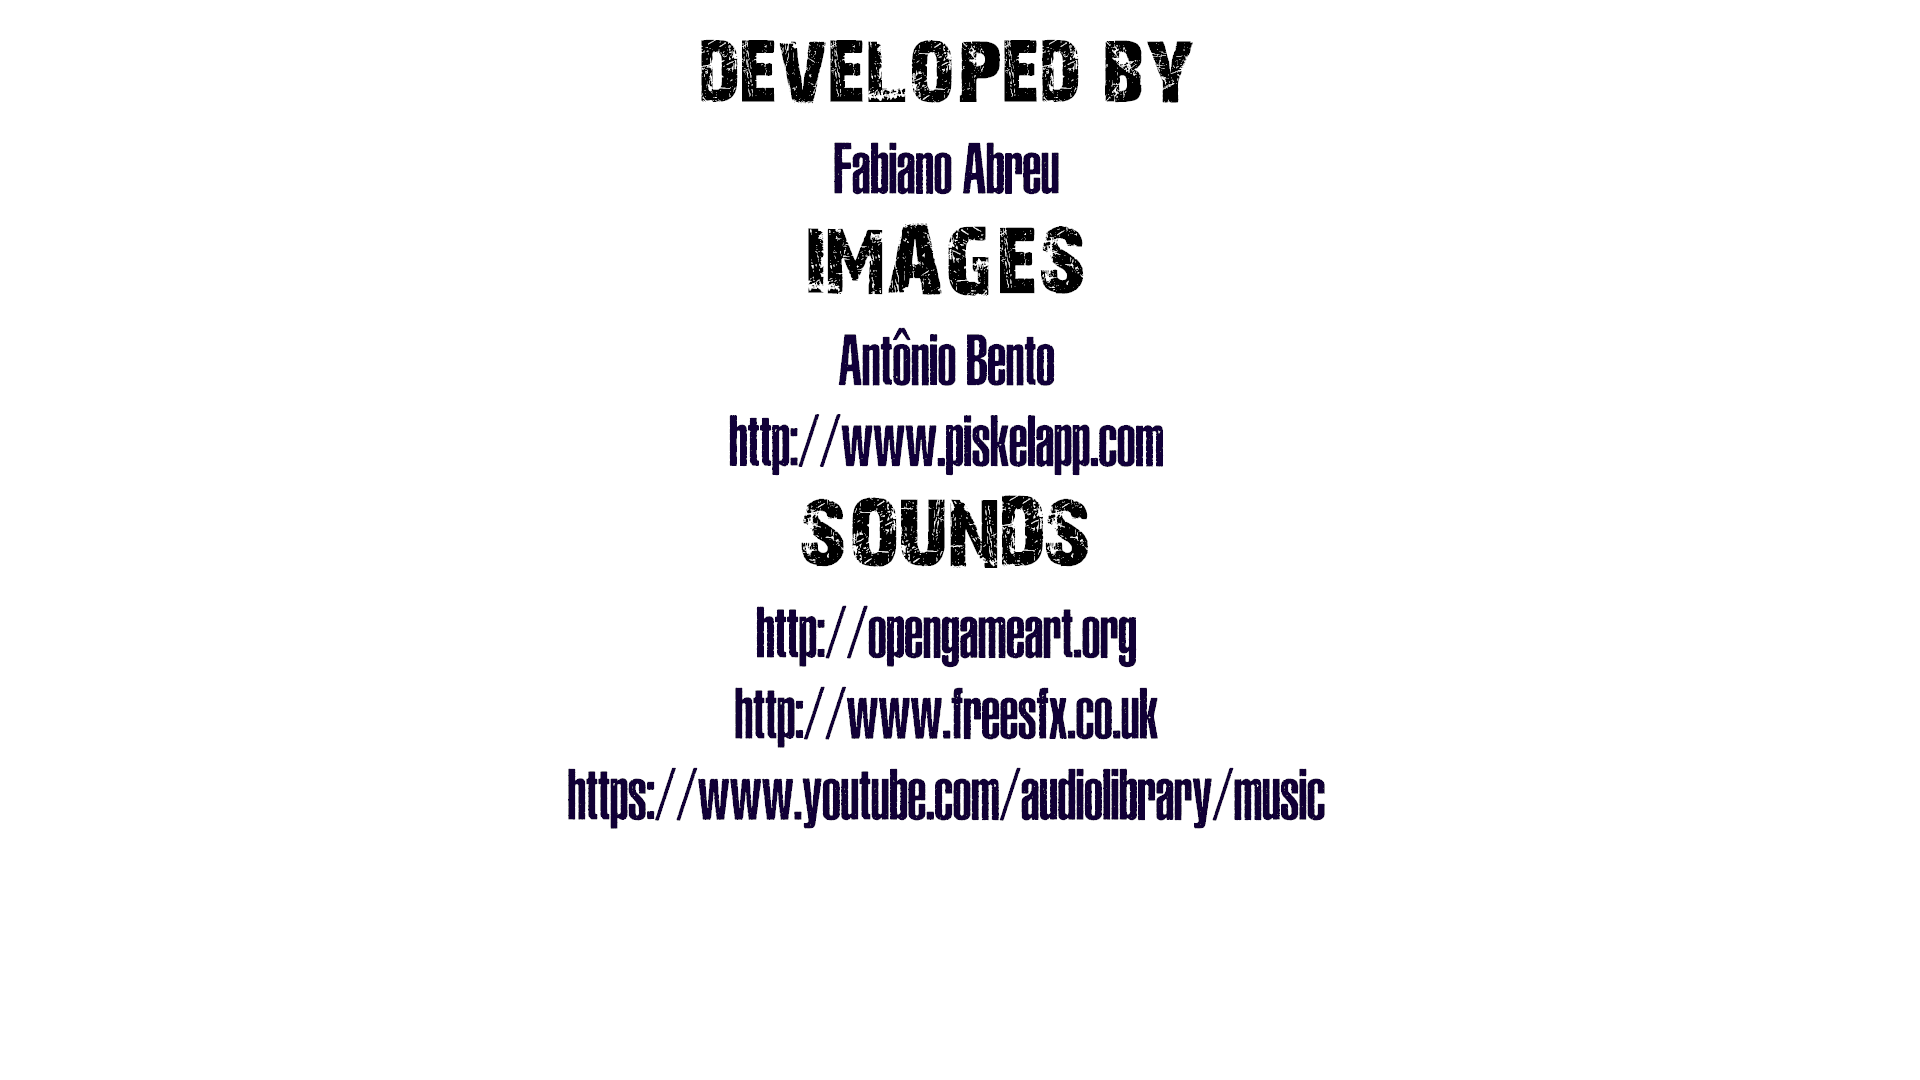 DEVELOPED BY
Fabiano Abreu
IMAGES
Antônio Bento
http://www.piskelapp.com
SOUNDS
http://opengameart.org
http://www.freesfx.co.uk
https://www.youtube.com/audiolibrary/music